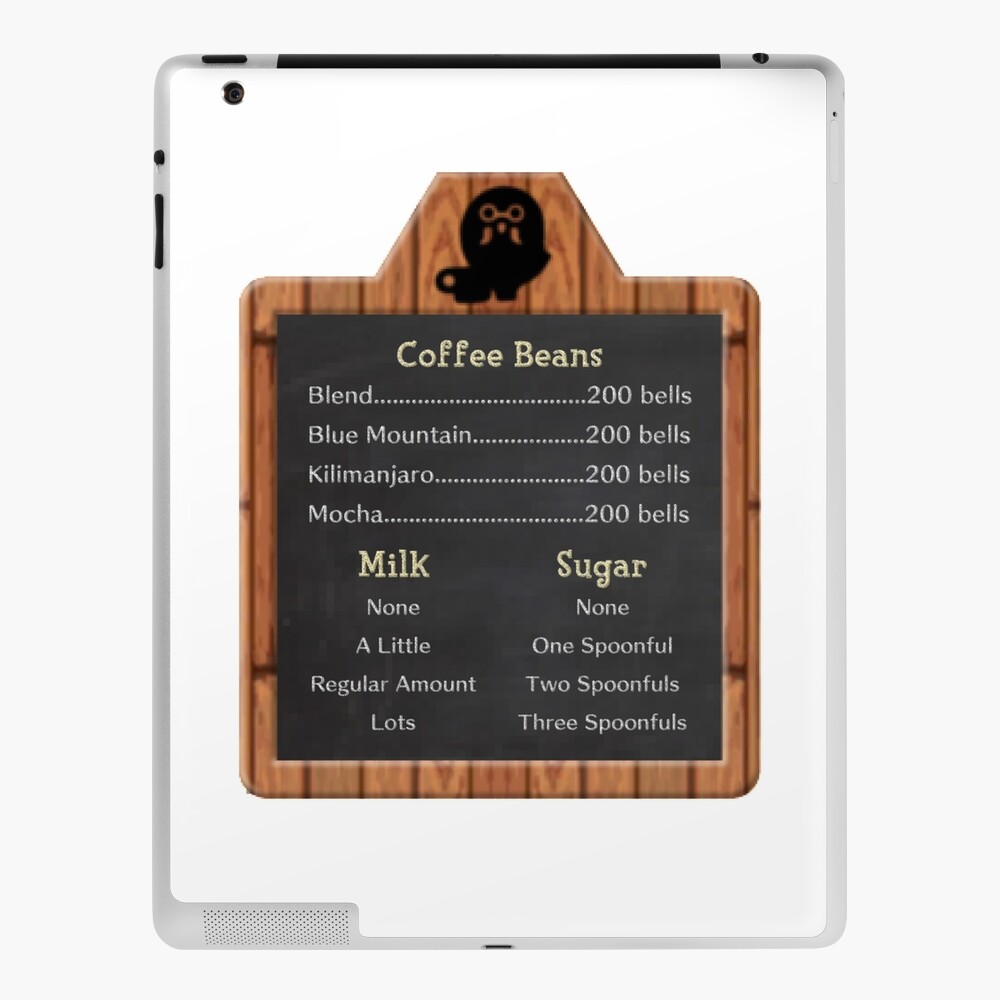 Coffee Beans
Blend..................................200 bells
Blue Mountain..................200 bells
Kilimanjaro........................200 bells
Mocha................................200 bells
Milk Sugar
None None
A Little One Spoonful
Regular Amount Two Spoonfuls
Lots Three Spoonfuls